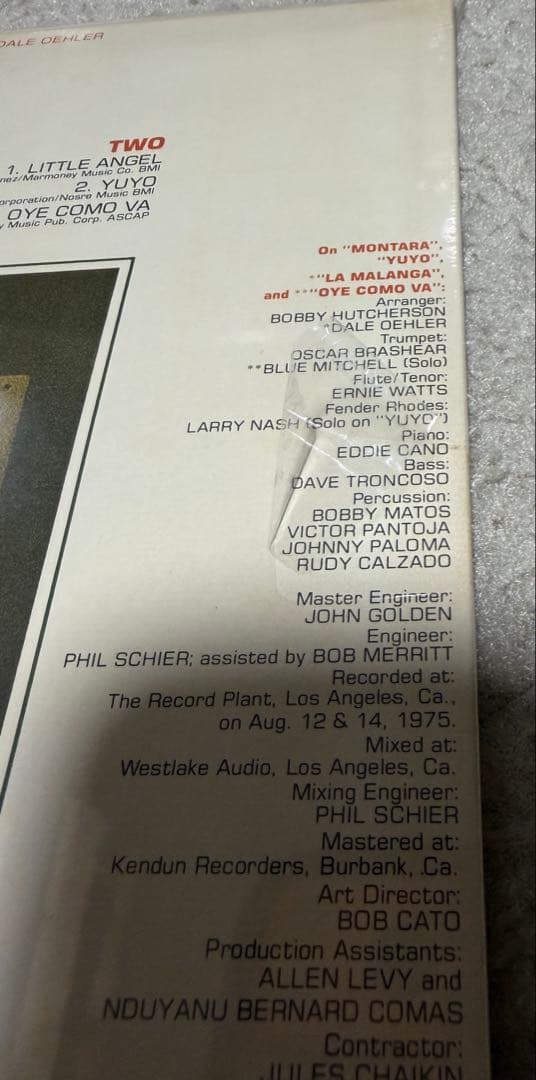 DALE OEHLER
TWO
1. LITTLE ANGEL
nez/Marmoney Music Co. BMI
2. YUYO
orporation/Nosre Music BMI
OYE COMO VA
y Music Pub. Corp. ASCAP
On "MONTARA",
"YUYO",
*"LA MALANGA",
and **"OYE COMO VA":
Arranger:
BOBBY HUTCHERSON
*DALE OEHLER
Trumpet:
OSCAR BRASHEAR
**BLUE MITCHELL (Solo)
Flute/Tenor:
ERNIE WATTS
Fender Rhodes:
LARRY NASH (Solo on "YUYO")
Piano:
EDDIE CANO
Bass:
DAVE TRONCOSO
Percussion:
BOBBY MATOS
VICTOR PANTOJA
JOHNNY PALOMA
RUDY CALZADO
Master Engineer:
JOHN GOLDEN
Engineer:
PHIL SCHIER; assisted by BOB MERRITT
Recorded at:
The Record Plant, Los Angeles, Ca.,
on Aug. 12 & 14, 1975.
Mixed at:
Westlake Audio, Los Angeles, Ca.
Mixing Engineer:
PHIL SCHIER
Mastered at:
Kendun Recorders, Burbank, Ca.
Art Director:
BOB CATO
Production Assistants:
ALLEN LEVY and
NDUYANU BERNARD COMAS
Contractor:
JULES CHAIKIN